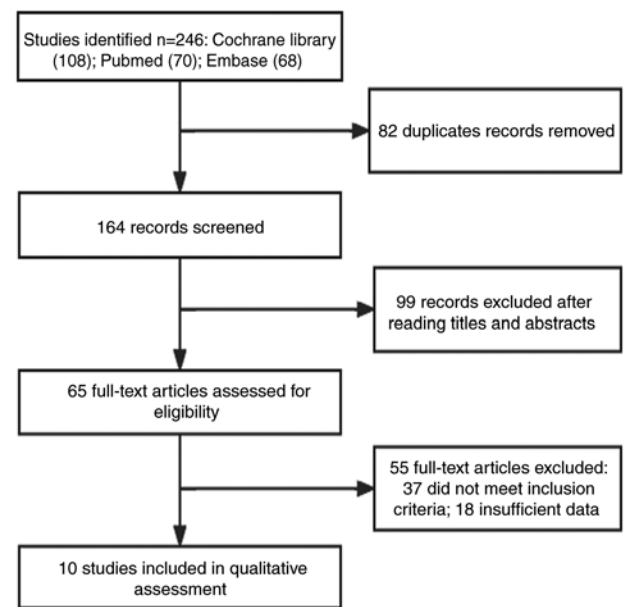 Studies identified n=246: Cochrane library
(108); Pubmed (70); Embase (68)
82 duplicates records removed
164 records screened
99 records excluded after
reading titles and abstracts
65 full-text articles assessed for
eligibility
55 full-text articles excluded:
37 did not meet inclusion
criteria; 18 insufficient data
10 studies included in qualitative
assessment